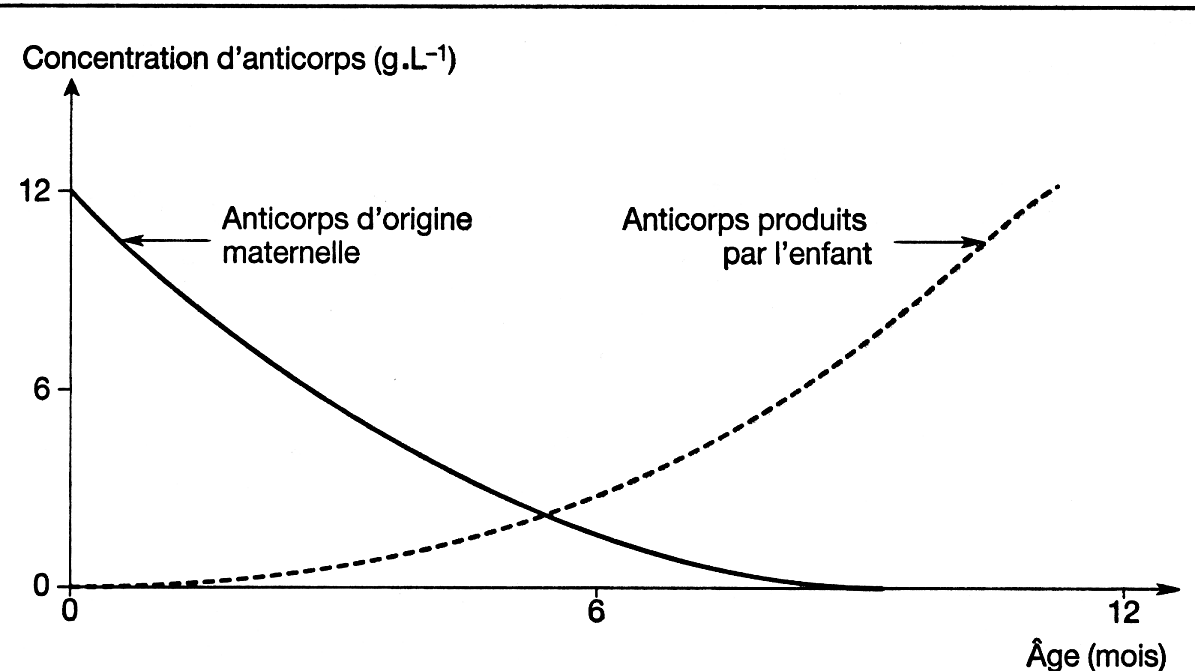 Concentration d'anticorps (g.L⁻¹)
12
Anticorps d'origine
maternelle
Anticorps produits
par l'enfant
6
0
0
6
12
Âge (mois)